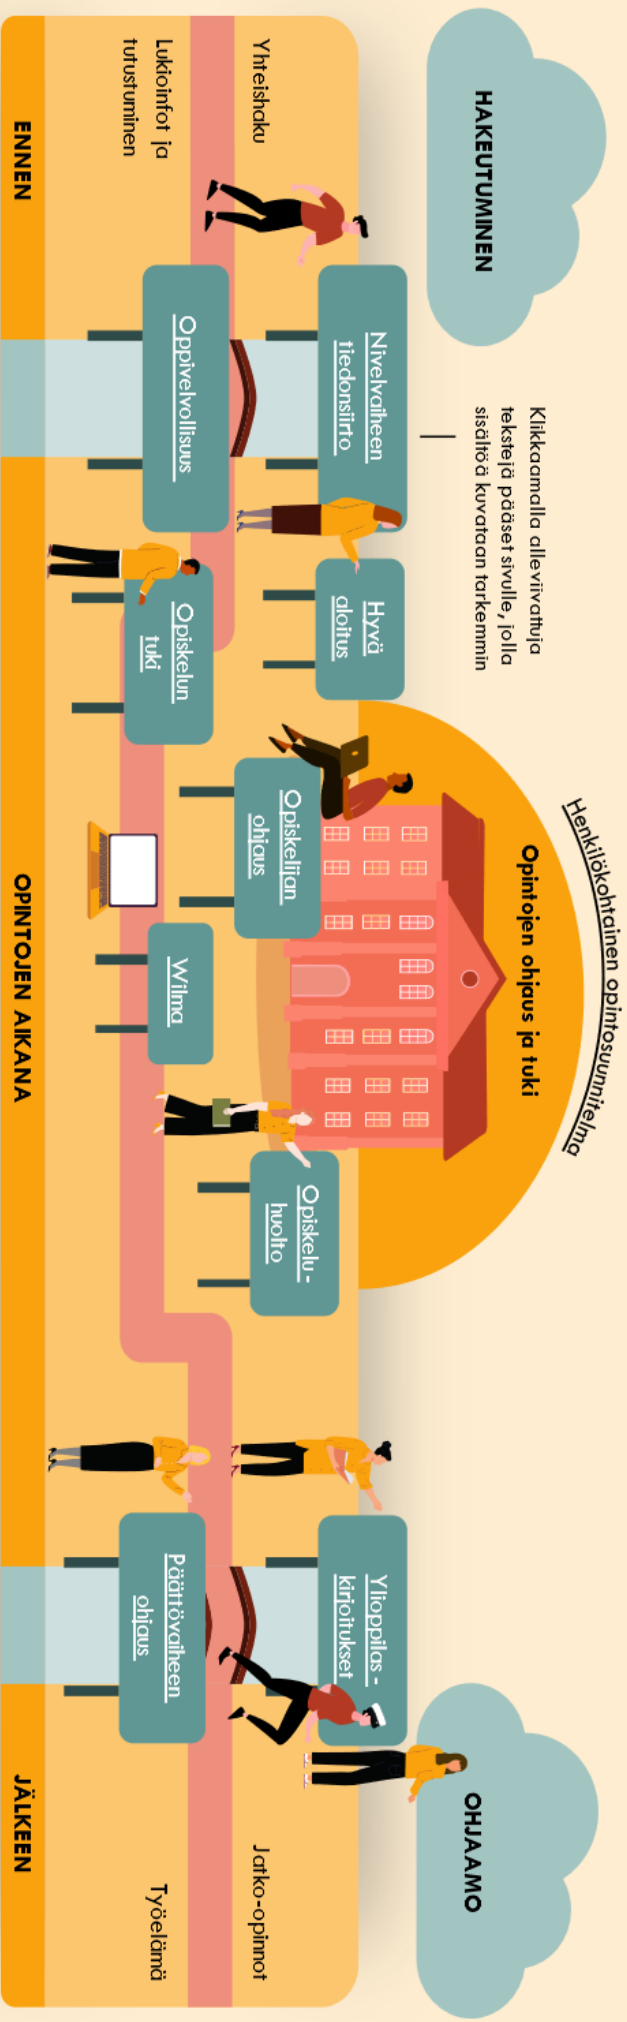 HAKEUTUMINEN
Klikkaamalla alleviivattuja
tekstejä pääset sivulle, jolla
sisältöä kuvataan tarkemmin
Henkilökohtainen opintosuunnitelma
Opintojen ohjaus ja tuki
OHJAAMO
Yhteishaku
Lukioinfot ja
tutustuminen
Nivelvaiheen
tiedonsiirto
Oppivelvollisuus
Hyvä
aloitus
Opiskelun
tuki
Opiskelijan
ohjaus
Wilma
Opiskelu-
huolto
Ylioppilas-
kirjoitukset
Päättövaiheen
ohjaus
Jatko-opinnot
Työelämä
ENNEN
OPINTOJEN AIKANA
JÄLKEEN